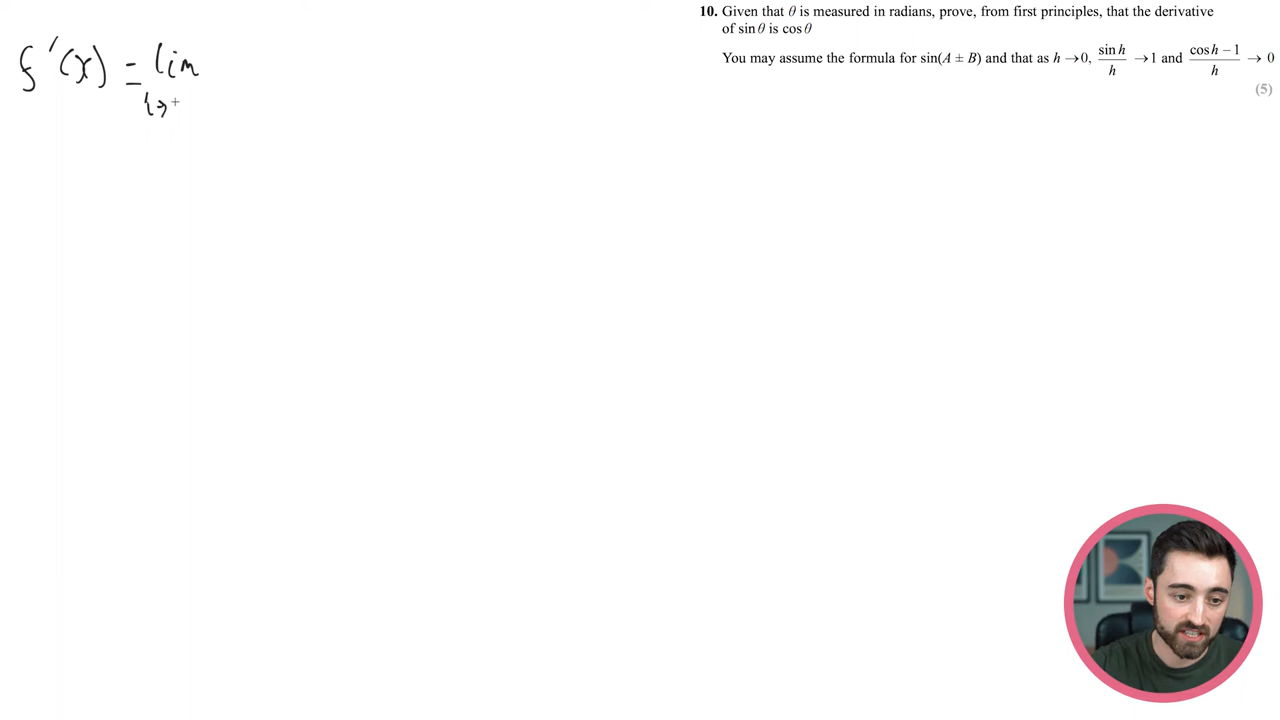 f'(x) = lim
h→
10. Given that θ is measured in radians, prove, from first principles, that the derivative
of sin θ is cos θ
You may assume the formula for sin(A ± B) and that as h → 0, sin h / h → 1 and cos h − 1 / h → 0
(5)